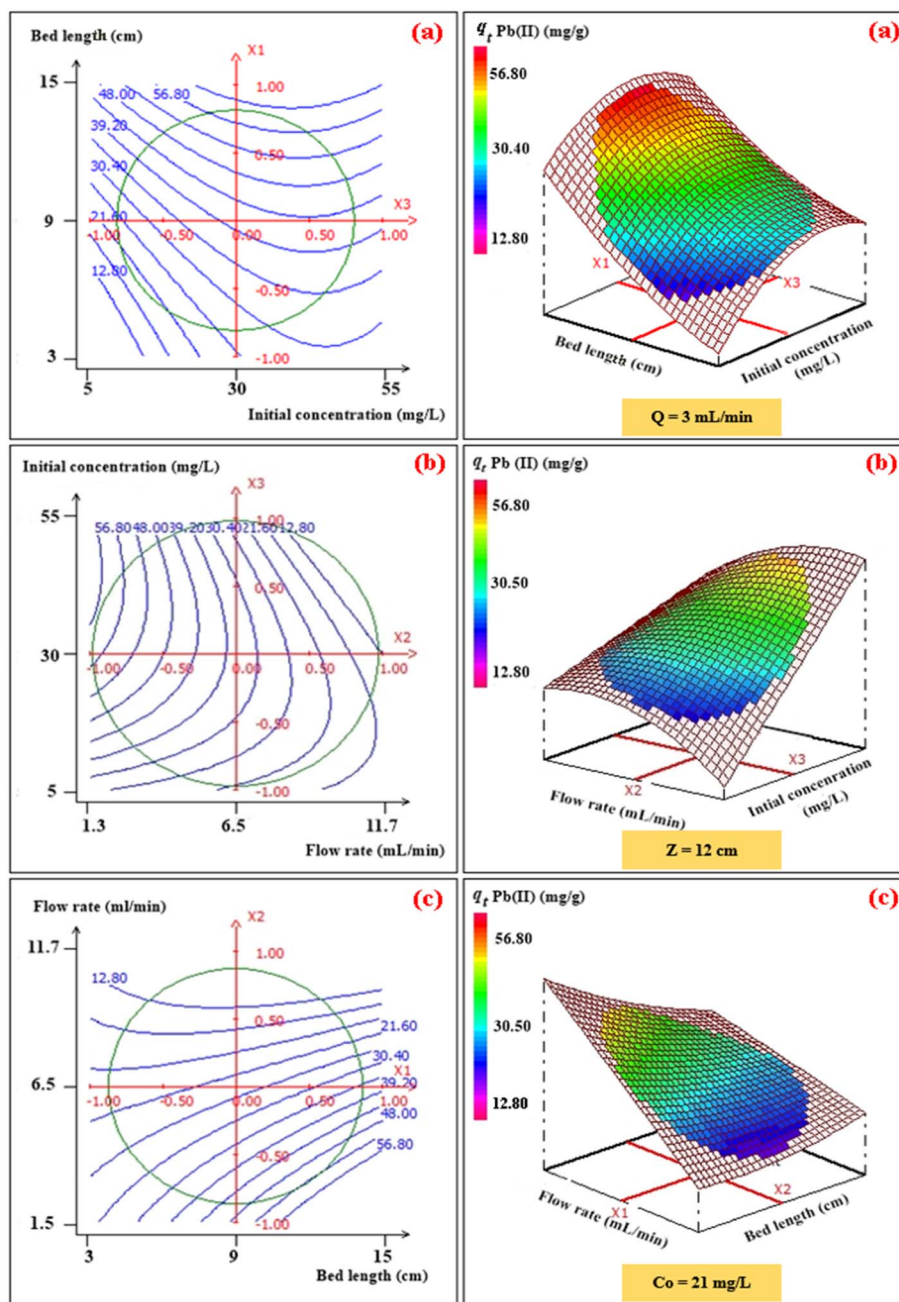 Bed length (cm)
(a)
X1
15
1.00
48.00
56.80
39.20
0.50
30.40
X3
9
21.60
-1.00
-0.50
0.00
0.50
1.00
12.80
-0.50
3
-1.00
5
30
55
Initial concentration (mg/L)
qt Pb(II) (mg/g)
(a)
56.80
30.40
12.80
X1
X3
Bed length (cm)
Initial concentration
(mg/L)
Q = 3 mL/min
Initial concentration (mg/L)
(b)
X3
55
1.00
56.80
48.00
39.20
30.40
21.60
12.80
0.50
X2
30
-1.00
-0.50
0.00
0.50
1.00
-0.50
5
-1.00
1.3
6.5
11.7
Flow rate (mL/min)
qt Pb (II) (mg/g)
(b)
56.80
30.50
12.80
X2
X3
Flow rate (mL/min)
Intial concenration
(mg/L)
Z = 12 cm
Flow rate (ml/min)
(c)
X2
11.7
1.00
12.80
0.50
21.60
30.40
X1
6.5
39.20
-1.00
-0.50
0.00
0.50
1.00
48.00
-0.50
56.80
1.5
-1.00
3
9
15
Bed length (cm)
qt Pb(II) (mg/g)
(c)
56.80
30.50
12.80
X1
X2
Flow rate (mL/min)
Bed length (cm)
Co = 21 mg/L